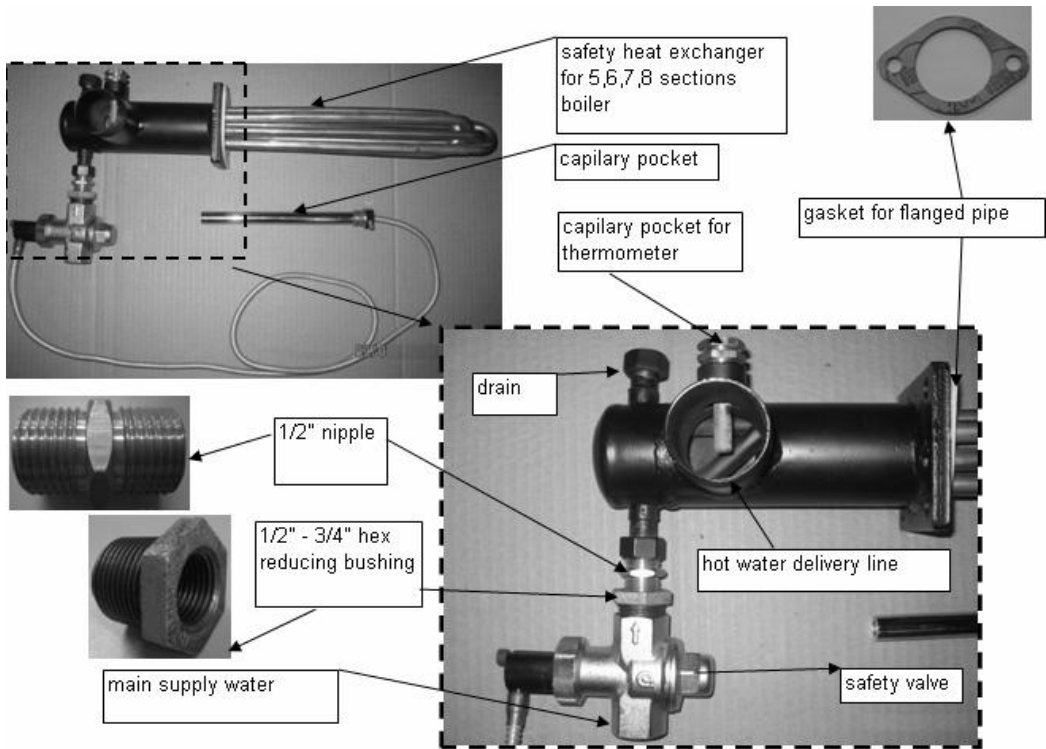 safety heat exchanger
for 5,6,7,8 sections
boiler
capilary pocket
capilary pocket for
thermometer
gasket for flanged pipe
drain
1/2" nipple
1/2" - 3/4" hex
reducing bushing
hot water delivery line
main supply water
safety valve